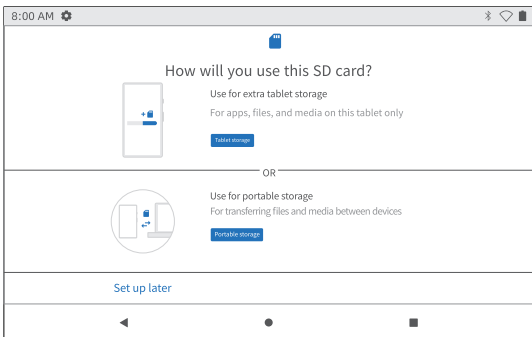 8:00 AM
How will you use this SD card?
Use for extra tablet storage
For apps, files, and media on this tablet only
Tablet storage
OR
Use for portable storage
For transferring files and media between devices
Portable storage
Set up later